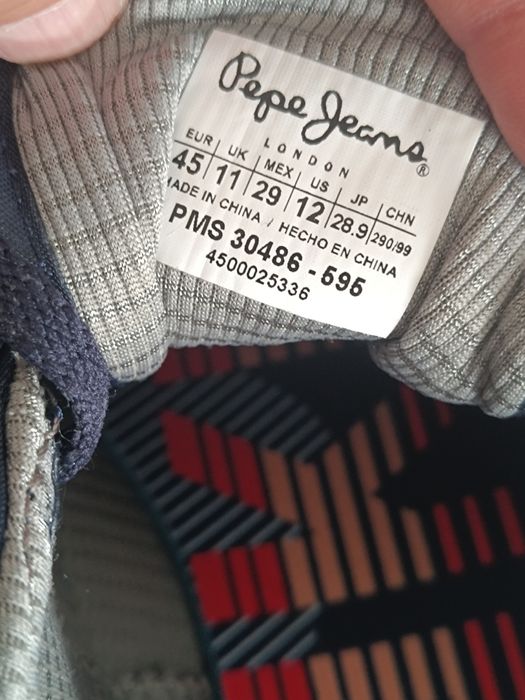 Pepe Jeans®
LONDON
EUR UK MEX US JP CHN
45 11 29 12 28.9 290/99
MADE IN CHINA / HECHO EN CHINA
PMS 30486 - 595
4500025336